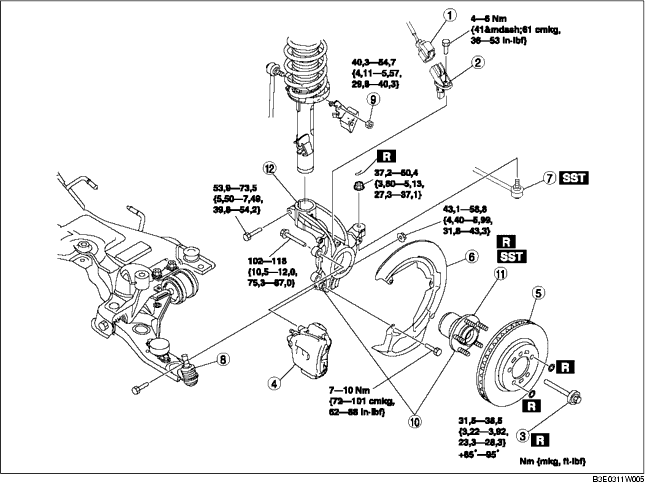 1
4—6 Nm
{41&mdash;61 cmkg,
36—53 in-lbf}
2
40,3—54,7
{4,11—5,57,
29,8—40,3}
9
R
12
37,2—50,4
{3,80—5,13,
27,3—37,1}
7 SST
53,9—73,5
{5,50—7,49,
39,8—54,2}
43,1—58,8
{4,40—5,99,
31,8—43,3}
R
SST
6
102—118
{10,5—12,0,
75,3—87,0}
11
5
8
4
R
7—10 Nm
{72—101 cmkg,
62—88 in-lbf}
10
R
31,5—38,5
{3,22—3,92,
23,3—28,3}
+85°—95°
3 R
Nm {mkg, ft-lbf}
B3E0311W005